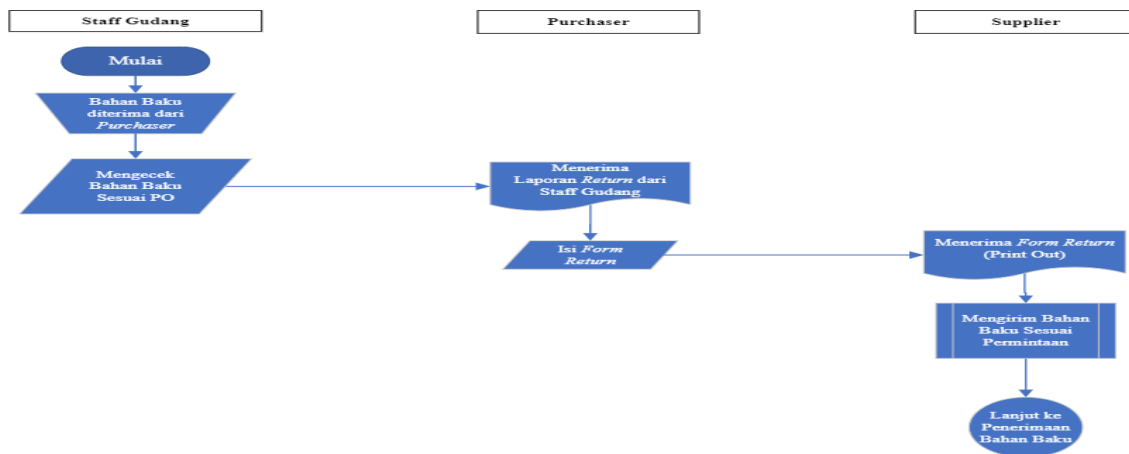 Staff Gudang
Purchaser
Supplier
Mulai
Bahan Baku
diterima dari
Purchaser
Mengecek
Bahan Baku
Sesuai PO
Menerima
Laporan Return dari
Staff Gudang
Isi Form
Return
Menerima Form Return
(Print Out)
Mengirim Bahan
Baku Sesuai
Permintaan
Lanjut ke
Penerimaan
Bahan Baku